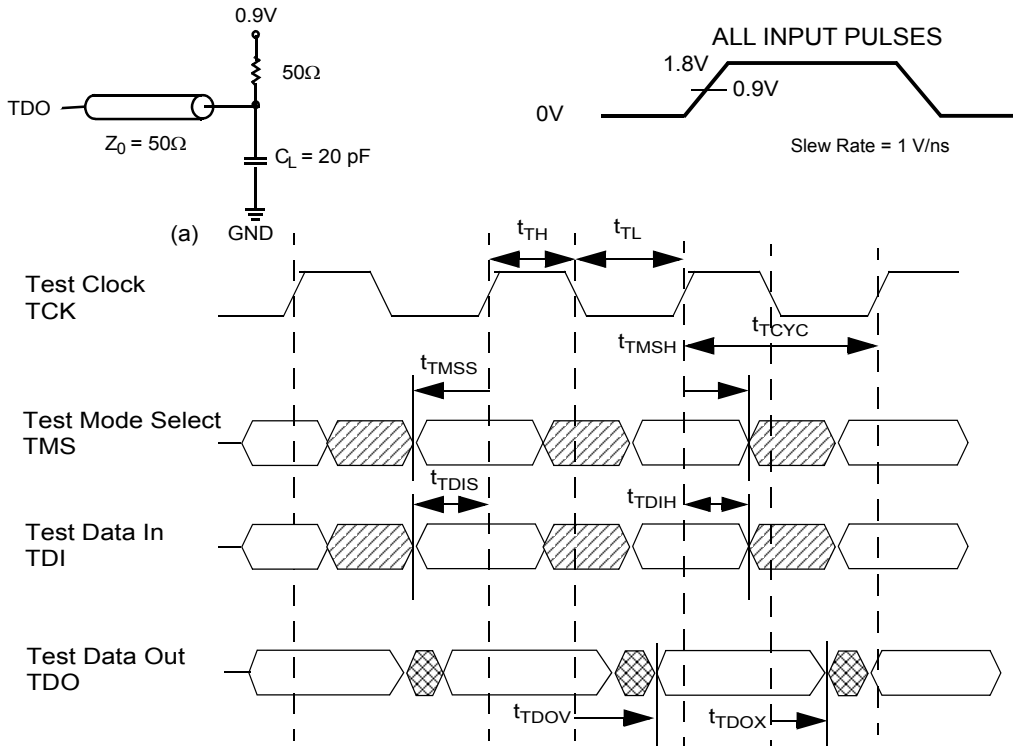 0.9V
50Ω
TDO
Z0 = 50Ω
CL = 20 pF
(a)
GND
ALL INPUT PULSES
1.8V
0.9V
0V
Slew Rate = 1 V/ns
tTH
tTL
Test Clock
TCK
tTCYC
tTMSH
tTMSS
Test Mode Select
TMS
tTDIS
tTDIH
Test Data In
TDI
Test Data Out
TDO
tTDOV
tTDOX